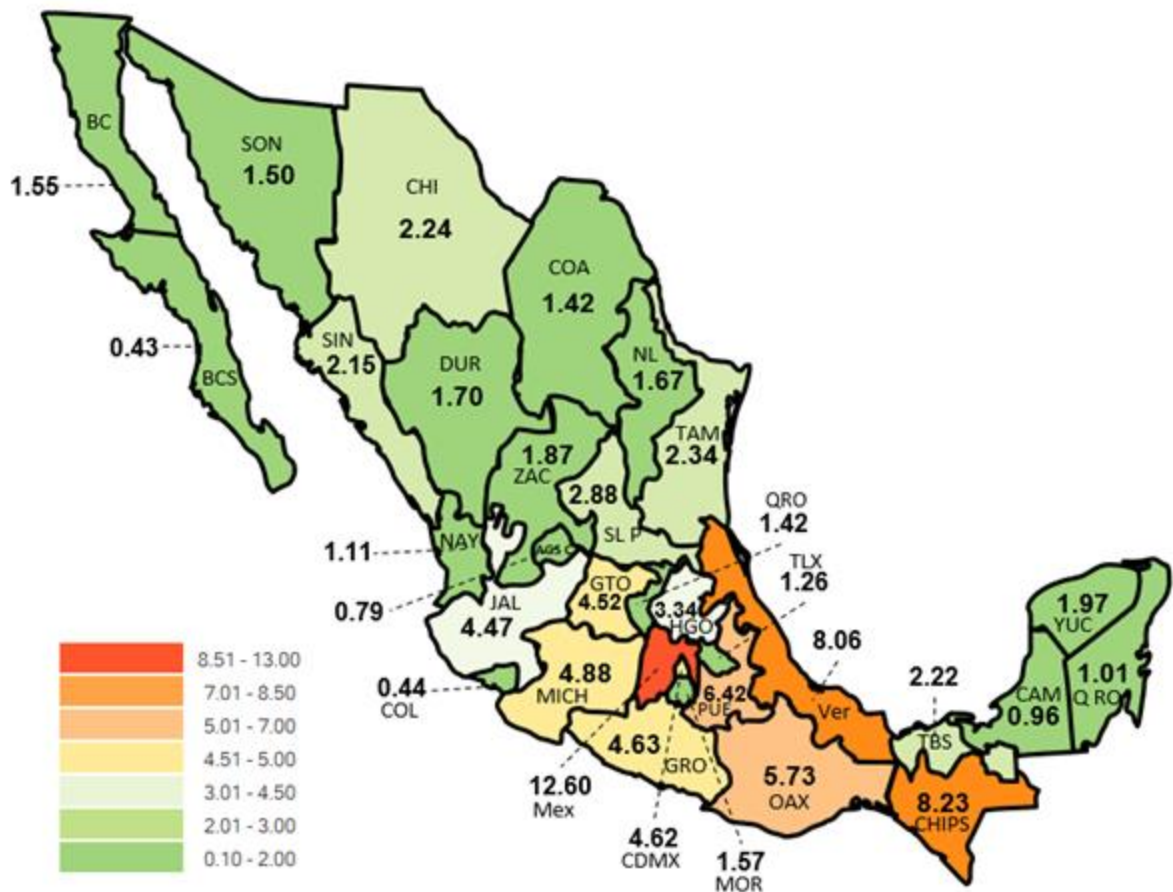 BC
1.55
SON
1.50
CHI
2.24
COA
1.42
0.43
BCS
SIN
2.15
DUR
1.70
NL
1.67
TAM
2.34
1.87
ZAC
2.88
SL P
QRO
1.42
TLX
1.26
1.11
NAY
0.79
JAL
4.47
GTO
4.52
3.34
HGO
8.06
Ver
1.97
YUC
1.01
Q RO
CAM
0.96
2.22
TBS
0.44
COL
4.88
MICH
6.42
PUE
4.63
GRO
5.73
OAX
8.23
CHIPS
12.60
Mex
4.62
CDMX
1.57
MOR
8.51 - 13.00
7.01 - 8.50
5.01 - 7.00
4.51 - 5.00
3.01 - 4.50
2.01 - 3.00
0.10 - 2.00